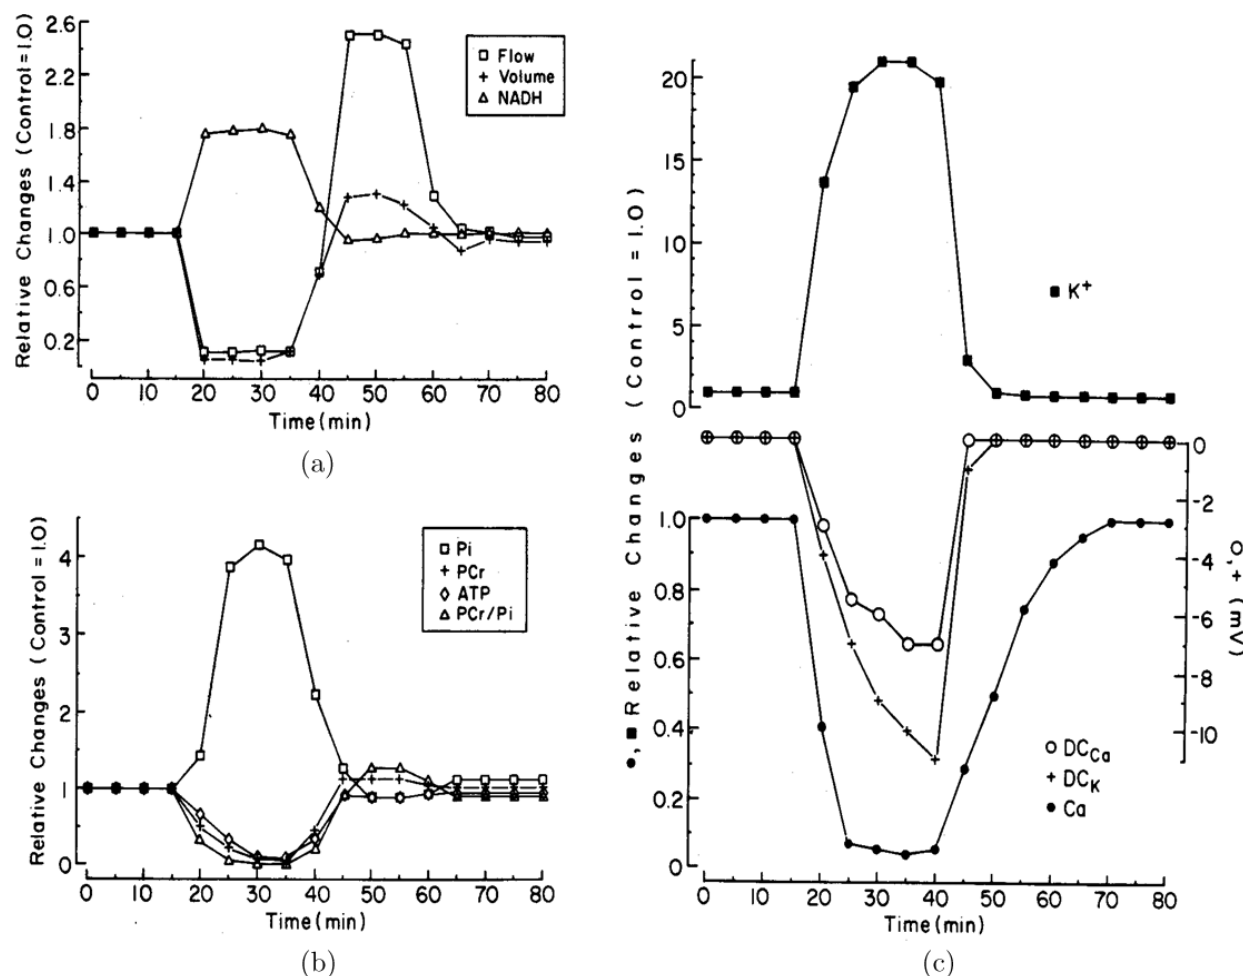 Relative Changes (Control = 1.0)
2.6
2.2
1.8
1.4
1.0
0.6
0.2
Flow
Volume
NADH
0 10 20 30 40 50 60 70 80
Time (min)
(a)
Relative Changes (Control = 1.0)
4
3
2
1
0
Pi
PCr
ATP
PCr/Pi
0 10 20 30 40 50 60 70 80
Time (min)
(b)
Relative Changes (Control = 1.0)
20
15
10
5
0
K+
1.0
0.8
0.6
0.4
0.2
0
0
-2
-4
-6
-8
-10
O, + (mV)
DCCa
DCK
Ca
0 10 20 30 40 50 60 70 80
Time (min)
(c)